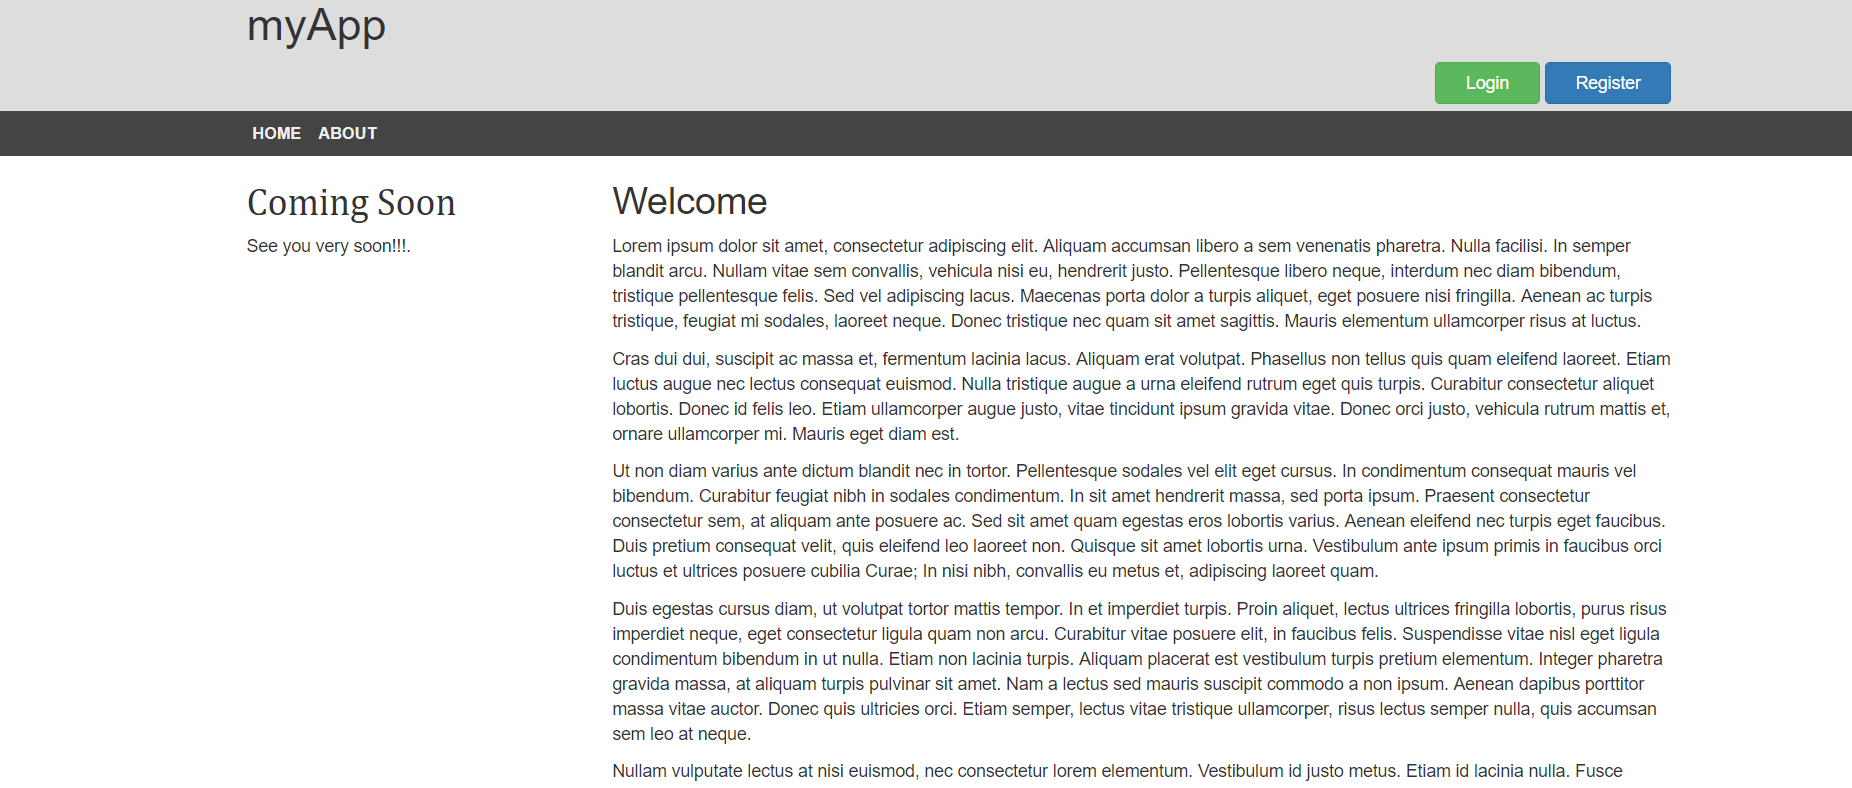 myApp
Login Register
HOME ABOUT
Coming Soon
See you very soon!!!.
Welcome
Lorem ipsum dolor sit amet, consectetur adipiscing elit. Aliquam accumsan libero a sem venenatis pharetra. Nulla facilisi. In semper
blandit arcu. Nullam vitae sem convallis, vehicula nisi eu, hendrerit justo. Pellentesque libero neque, interdum nec diam bibendum,
tristique pellentesque felis. Sed vel adipiscing lacus. Maecenas porta dolor a turpis aliquet, eget posuere nisi fringilla. Aenean ac turpis
tristique, feugiat mi sodales, laoreet neque. Donec tristique nec quam sit amet sagittis. Mauris elementum ullamcorper risus at luctus.
Cras dui dui, suscipit ac massa et, fermentum lacinia lacus. Aliquam erat volutpat. Phasellus non tellus quis quam eleifend laoreet. Etiam
luctus augue nec lectus consequat euismod. Nulla tristique augue a urna eleifend rutrum eget quis turpis. Curabitur consectetur aliquet
lobortis. Donec id felis leo. Etiam ullamcorper augue justo, vitae tincidunt ipsum gravida vitae. Donec orci justo, vehicula rutrum mattis et,
ornare ullamcorper mi. Mauris eget diam est.
Ut non diam varius ante dictum blandit nec in tortor. Pellentesque sodales vel elit eget cursus. In condimentum consequat mauris vel
bibendum. Curabitur feugiat nibh in sodales condimentum. In sit amet hendrerit massa, sed porta ipsum. Praesent consectetur
consectetur sem, at aliquam ante posuere ac. Sed sit amet quam egestas eros lobortis varius. Aenean eleifend nec turpis eget faucibus.
Duis pretium consequat velit, quis eleifend leo laoreet non. Quisque sit amet lobortis urna. Vestibulum ante ipsum primis in faucibus orci
luctus et ultrices posuere cubilia Curae; In nisi nibh, convallis eu metus et, adipiscing laoreet quam.
Duis egestas cursus diam, ut volutpat tortor mattis tempor. In et imperdiet turpis. Proin aliquet, lectus ultrices fringilla lobortis, purus risus
imperdiet neque, eget consectetur ligula quam non arcu. Curabitur vitae posuere elit, in faucibus felis. Suspendisse vitae nisl eget ligula
condimentum bibendum in ut nulla. Etiam non lacinia turpis. Aliquam placerat est vestibulum turpis pretium elementum. Integer pharetra
gravida massa, at aliquam turpis pulvinar sit amet. Nam a lectus sed mauris suscipit commodo a non ipsum. Aenean dapibus porttitor
massa vitae auctor. Donec quis ultricies orci. Etiam semper, lectus vitae tristique ullamcorper, risus lectus semper nulla, quis accumsan
sem leo at neque.
Nullam vulputate lectus at nisi euismod, nec consectetur lorem elementum. Vestibulum id justo metus. Etiam id lacinia nulla. Fusce